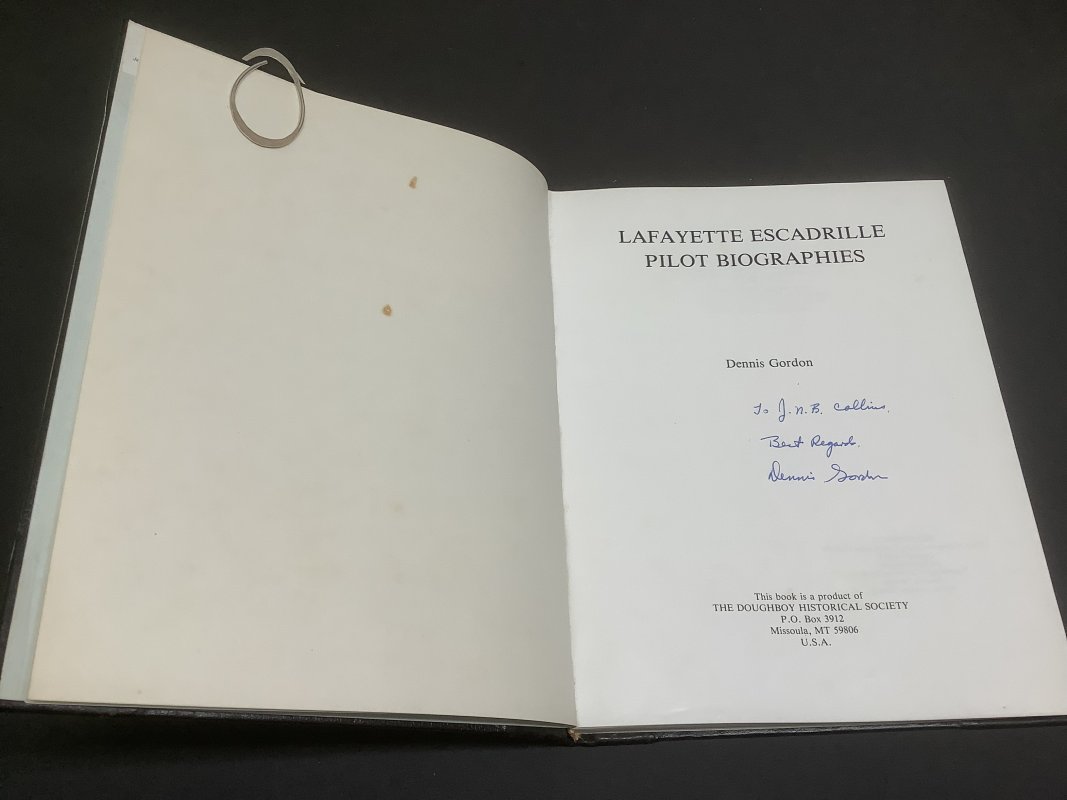 LAFAYETTE ESCADRILLE
PILOT BIOGRAPHIES
Dennis Gordon
To J. N. B. Collins.
Best Regards.
Dennis Gordon
This book is a product of
THE DOUGHBOY HISTORICAL SOCIETY
P.O. Box 3912
Missoula, MT 59806
U.S.A.